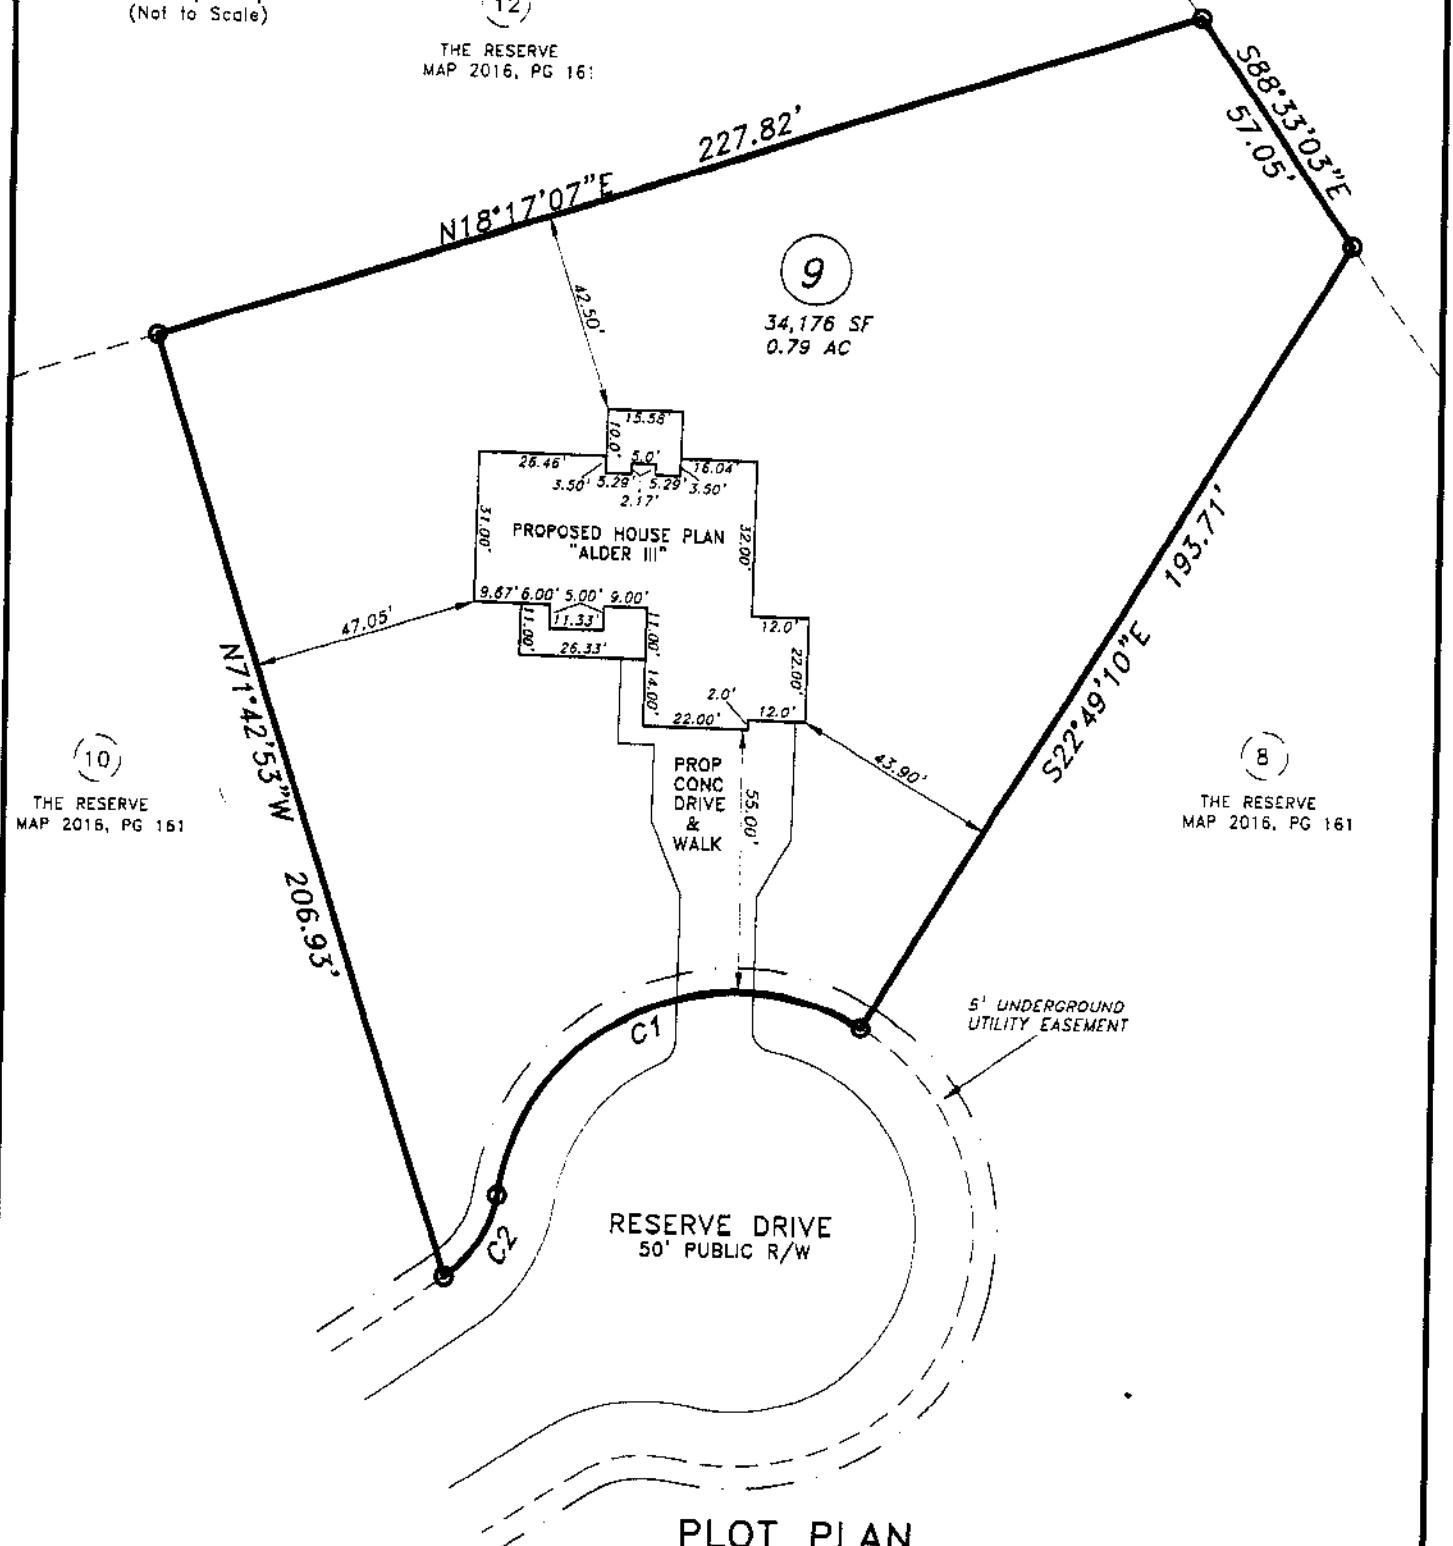 (Not to Scale)
12
THE RESERVE
MAP 2016, PG 161
S88°33'03"E
57.05'
227.82'
N18°17'07"E
9
34,176 SF
0.79 AC
42.50'
15.58'
10.0'
26.46'
5.0'
16.04'
3.50'
5.29'
5.29'
3.50'
2.17'
31.00'
PROPOSED HOUSE PLAN
"ALDER III"
32.00'
9.67'
6.00'
5.00'
9.00'
11.33'
11.00'
11.00'
26.33'
12.0'
22.00'
14.00'
2.0'
22.00'
12.0'
47.05'
N71°42'53"W
206.93'
193.71'
S22°49'10"E
43.90'
10
THE RESERVE
MAP 2016, PG 161
8
THE RESERVE
MAP 2016, PG 161
PROP
CONC
DRIVE
&
WALK
55.00'
C1
5' UNDERGROUND
UTILITY EASEMENT
C2
RESERVE DRIVE
50' PUBLIC R/W
PLOT PLAN